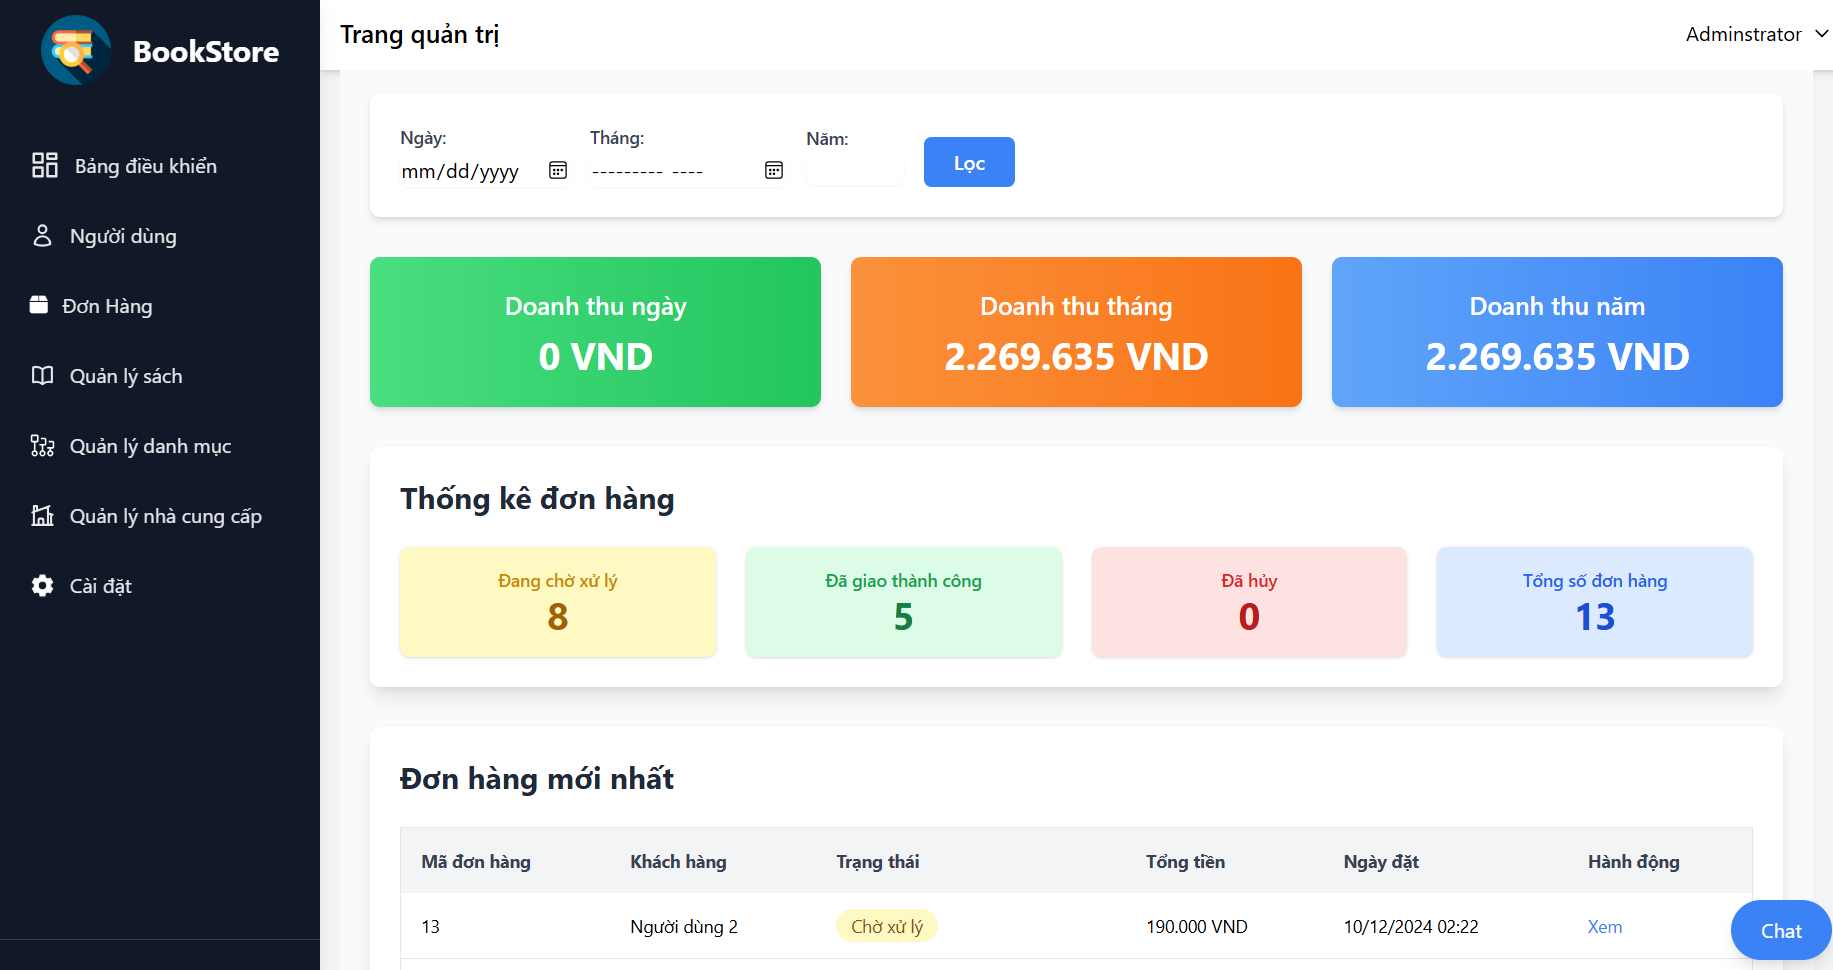 BookStore
Bảng điều khiển
Người dùng
Đơn Hàng
Quản lý sách
Quản lý danh mục
Quản lý nhà cung cấp
Cài đặt
Trang quản trị
Adminstrator
Ngày:
Tháng:
Năm:
mm/dd/yyyy
--------- ----
Lọc
Doanh thu ngày
0 VND
Doanh thu tháng
2.269.635 VND
Doanh thu năm
2.269.635 VND
Thống kê đơn hàng
Đang chờ xử lý
8
Đã giao thành công
5
Đã hủy
0
Tổng số đơn hàng
13
Đơn hàng mới nhất
Mã đơn hàng Khách hàng Trạng thái Tổng tiền Ngày đặt Hành động
13 Người dùng 2 Chờ xử lý 190.000 VND 10/12/2024 02:22 Xem
Chat